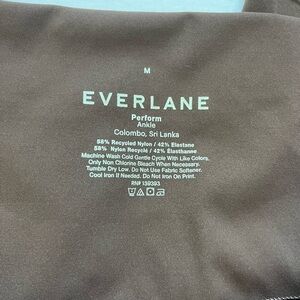 M
EVERLANE
Perform
Ankle
Colombo, Sri Lanka
58% Recycled Nylon / 42% Elastane
58% Nylon Recyclé / 42% Élasthanne
Machine Wash Cold Gentle Cycle With Like Colors,
Only Non Chlorine Bleach When Necessary.
Tumble Dry Low. Do Not Use Fabric Softener.
Cool Iron If Needed. Do Not Iron On Print.
RN# 139393